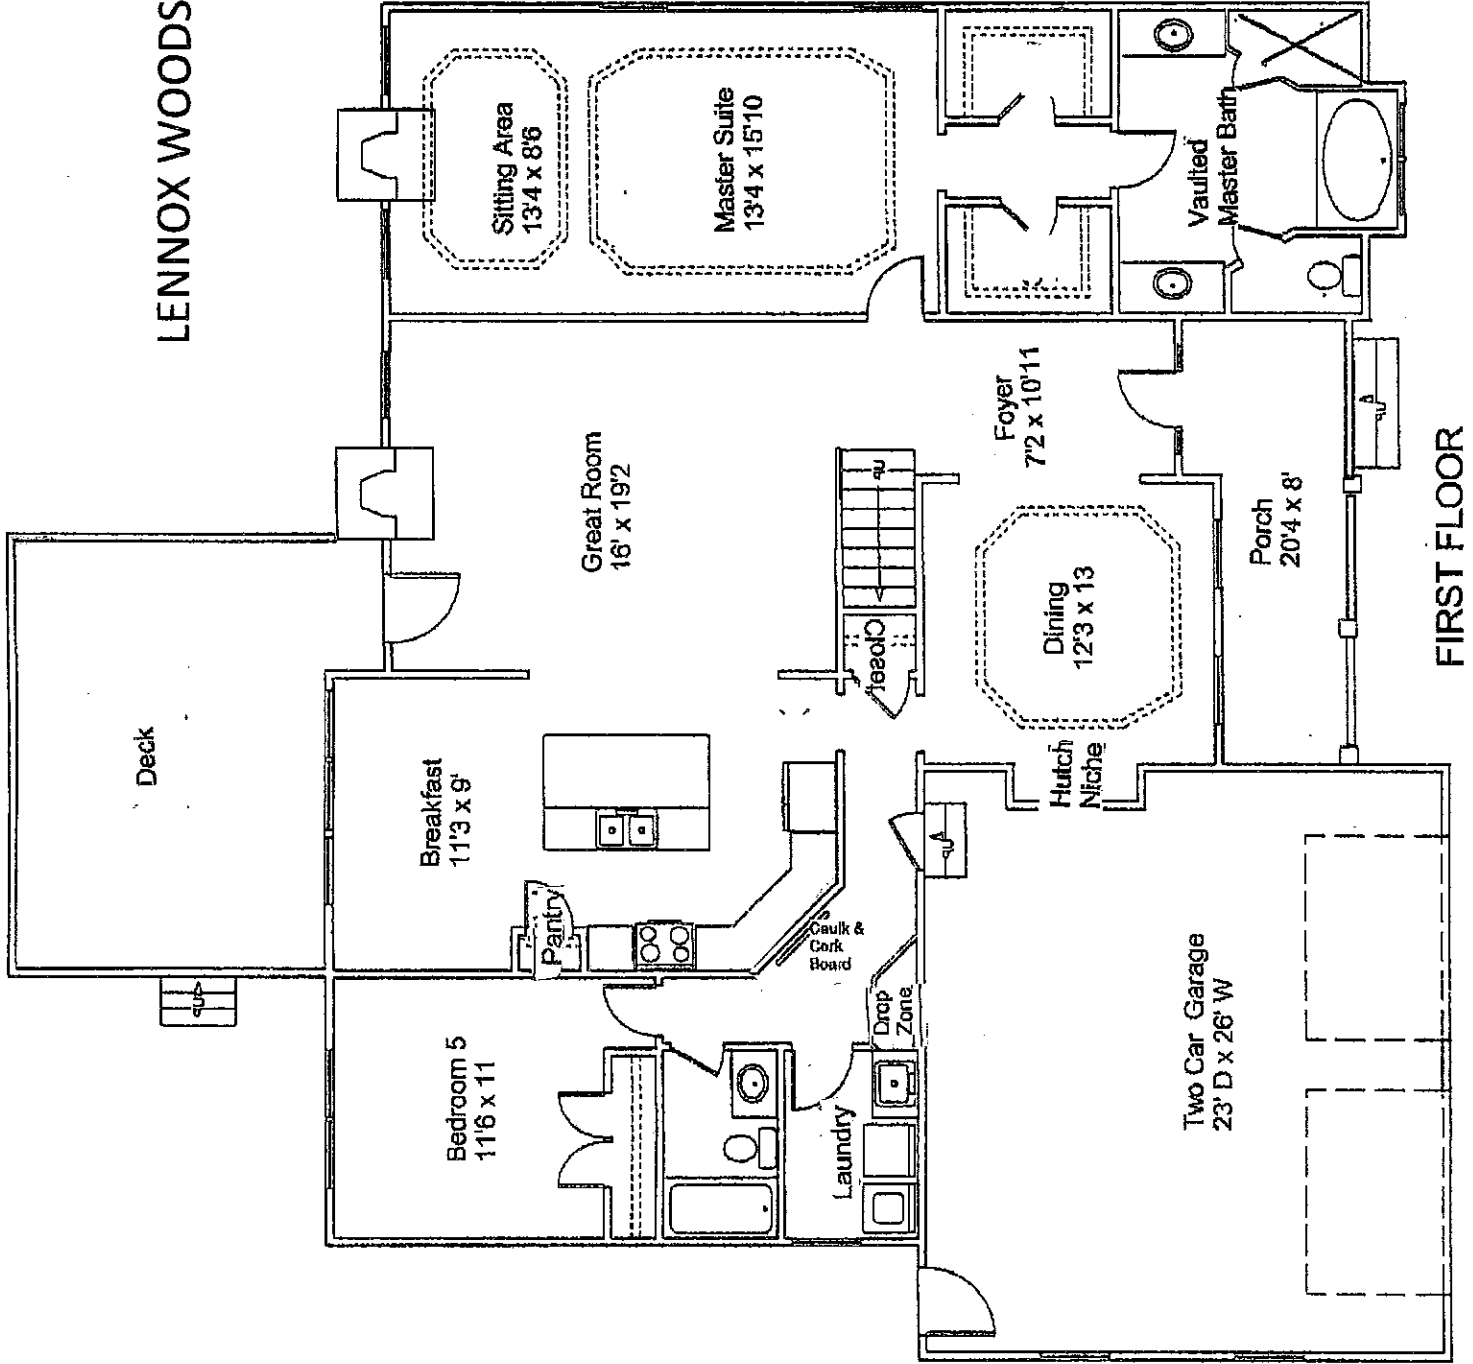 LENNOX WOODS
Deck
Sitting Area
13'4 x 8'6
Master Suite
13'4 x 15'10
Vaulted
Master Bath
Great Room
16' x 19'2
Foyer
7'2 x 10'11
Breakfast
11'3 x 9'
Pantry
Closet
UP
Dining
12'3 x 13
Hutch
Niche
Porch
20'4 x 8'
UP
Caulk &
Cork
Board
Drop
Zone
UP
UP
Bedroom 5
11'6 x 11
Laundry
Two Car Garage
23' D x 26' W
FIRST FLOOR